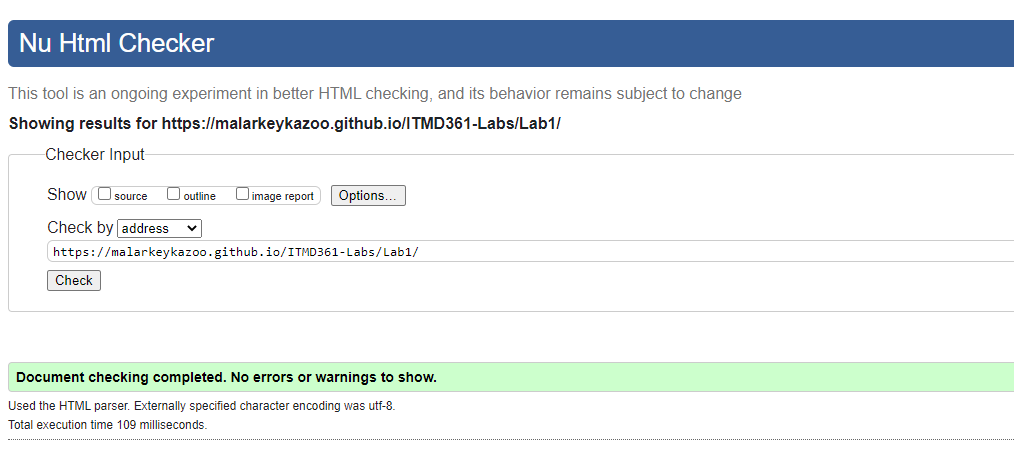 Nu Html Checker
This tool is an ongoing experiment in better HTML checking, and its behavior remains subject to change
Showing results for https://malarkeykazoo.github.io/ITMD361-Labs/Lab1/
Checker Input
Show source outline image report Options...
Check by address
https://malarkeykazoo.github.io/ITMD361-Labs/Lab1/
Check
Document checking completed. No errors or warnings to show.
Used the HTML parser. Externally specified character encoding was utf-8.
Total execution time 109 milliseconds.